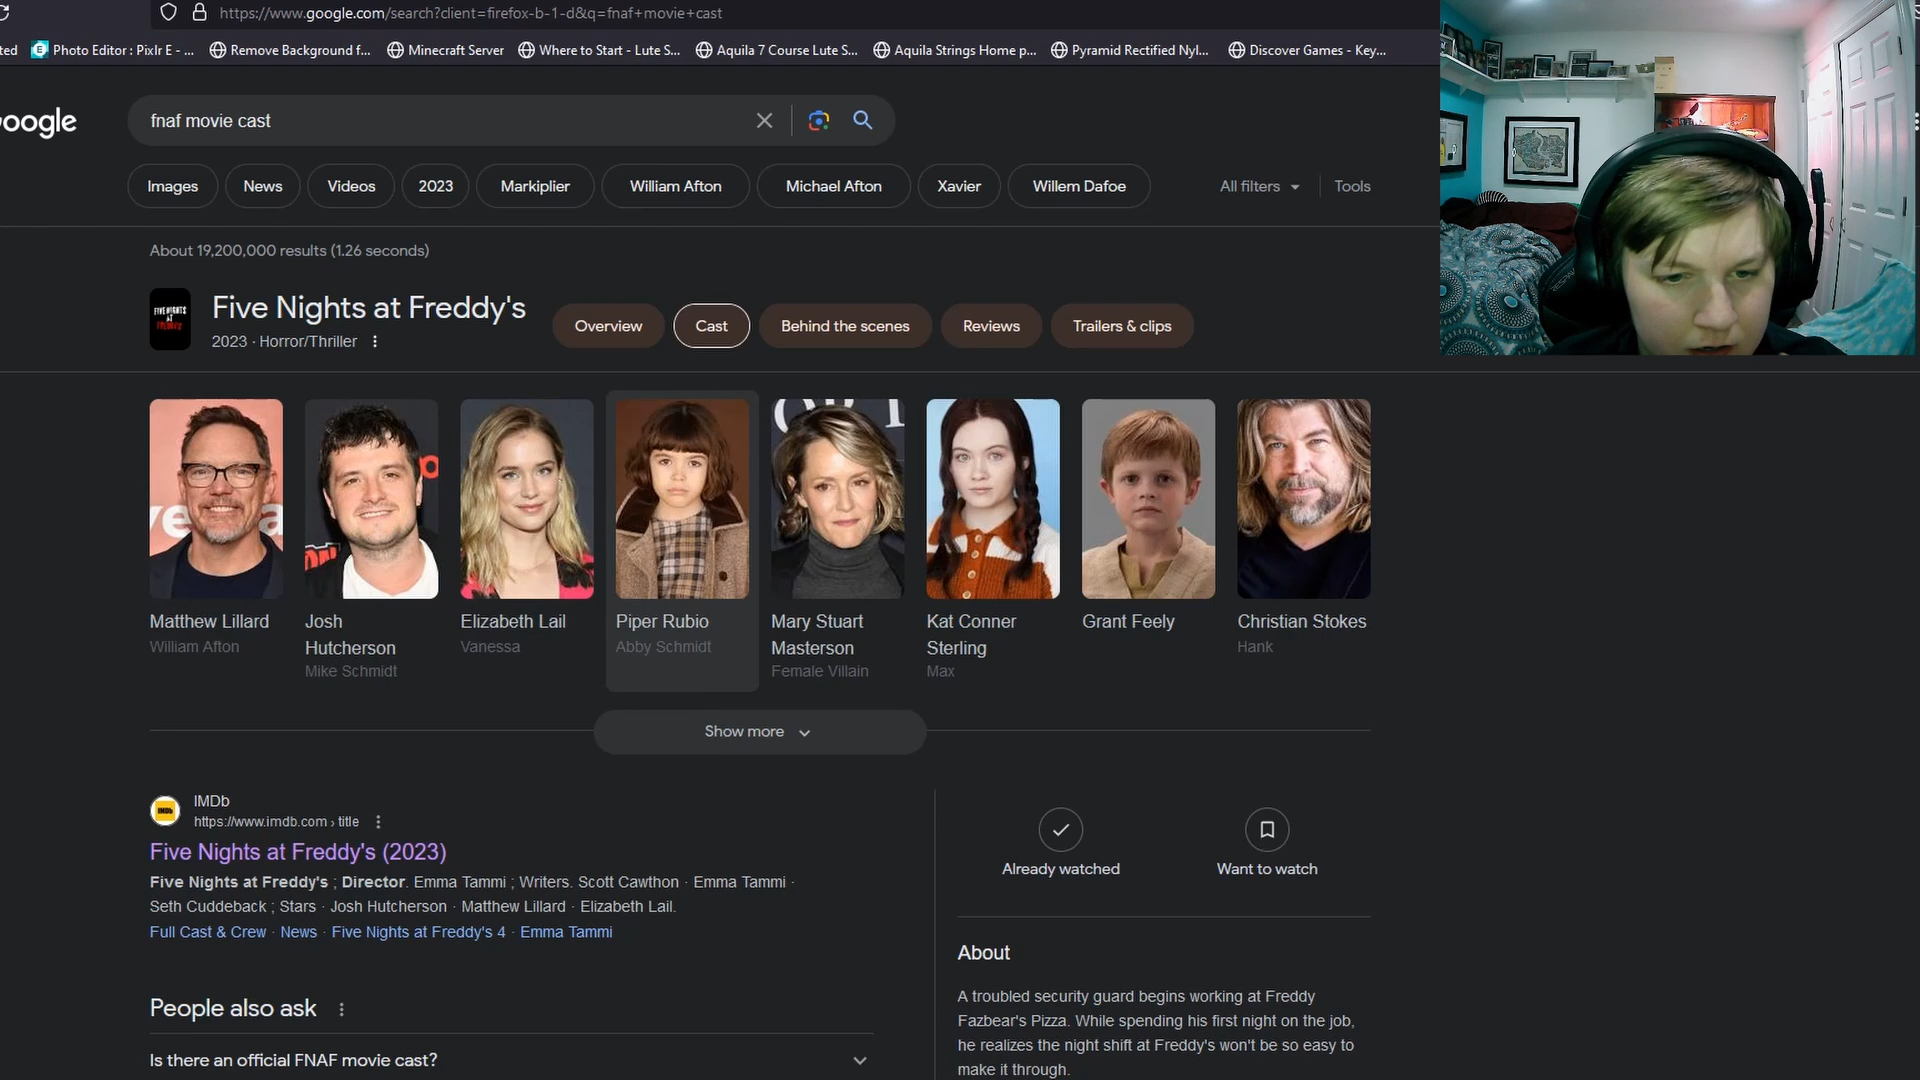 https://www.google.com/search?client=firefox-b-1-d&q=fnaf+movie+cast
ted
Photo Editor : Pixlr E - ...
Remove Background f...
Minecraft Server
Where to Start - Lute S...
Aquila 7 Course Lute S...
Aquila Strings Home p...
Pyramid Rectified Nyl...
Discover Games - Key...
oogle
fnaf movie cast
Images
News
Videos
2023
Markiplier
William Afton
Michael Afton
Xavier
Willem Dafoe
All filters
Tools
About 19,200,000 results (1.26 seconds)
FIVE NIGHTS
AT
FREDDY'S
Five Nights at Freddy's
2023 · Horror/Thriller
Overview
Cast
Behind the scenes
Reviews
Trailers & clips
Matthew Lillard
William Afton
Josh
Hutcherson
Mike Schmidt
Elizabeth Lail
Vanessa
Piper Rubio
Abby Schmidt
Mary Stuart
Masterson
Female Villain
Kat Conner
Sterling
Max
Grant Feely
Christian Stokes
Hank
Show more
IMDb
IMDb
https://www.imdb.com › title
Five Nights at Freddy's (2023)
Five Nights at Freddy's ; Director. Emma Tammi ; Writers. Scott Cawthon · Emma Tammi ·
Seth Cuddeback ; Stars · Josh Hutcherson · Matthew Lillard · Elizabeth Lail.
Full Cast & Crew · News · Five Nights at Freddy's 4 · Emma Tammi
People also ask
Is there an official FNAF movie cast?
Already watched
Want to watch
About
A troubled security guard begins working at Freddy
Fazbear's Pizza. While spending his first night on the job,
he realizes the night shift at Freddy's won't be so easy to
make it through.